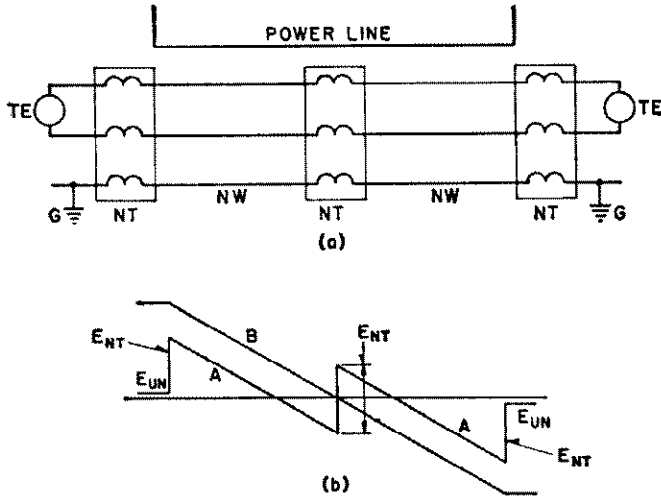 POWER LINE
TE
TE
G
NT
NW
NT
NW
NT
G
(a)
E_NT
B
E_NT
E_UN
A
A
E_UN
E_NT
(b)